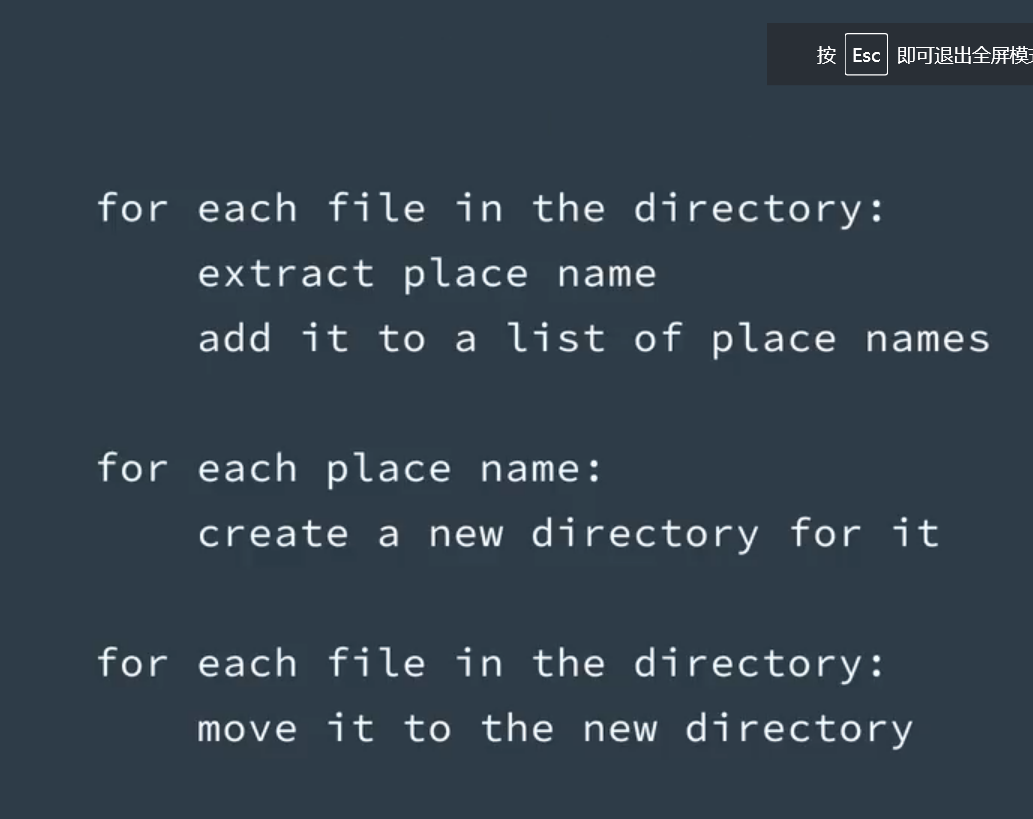 按 Esc 即可退出全屏模
for each file in the directory:
    extract place name
    add it to a list of place names
for each place name:
    create a new directory for it
for each file in the directory:
    move it to the new directory